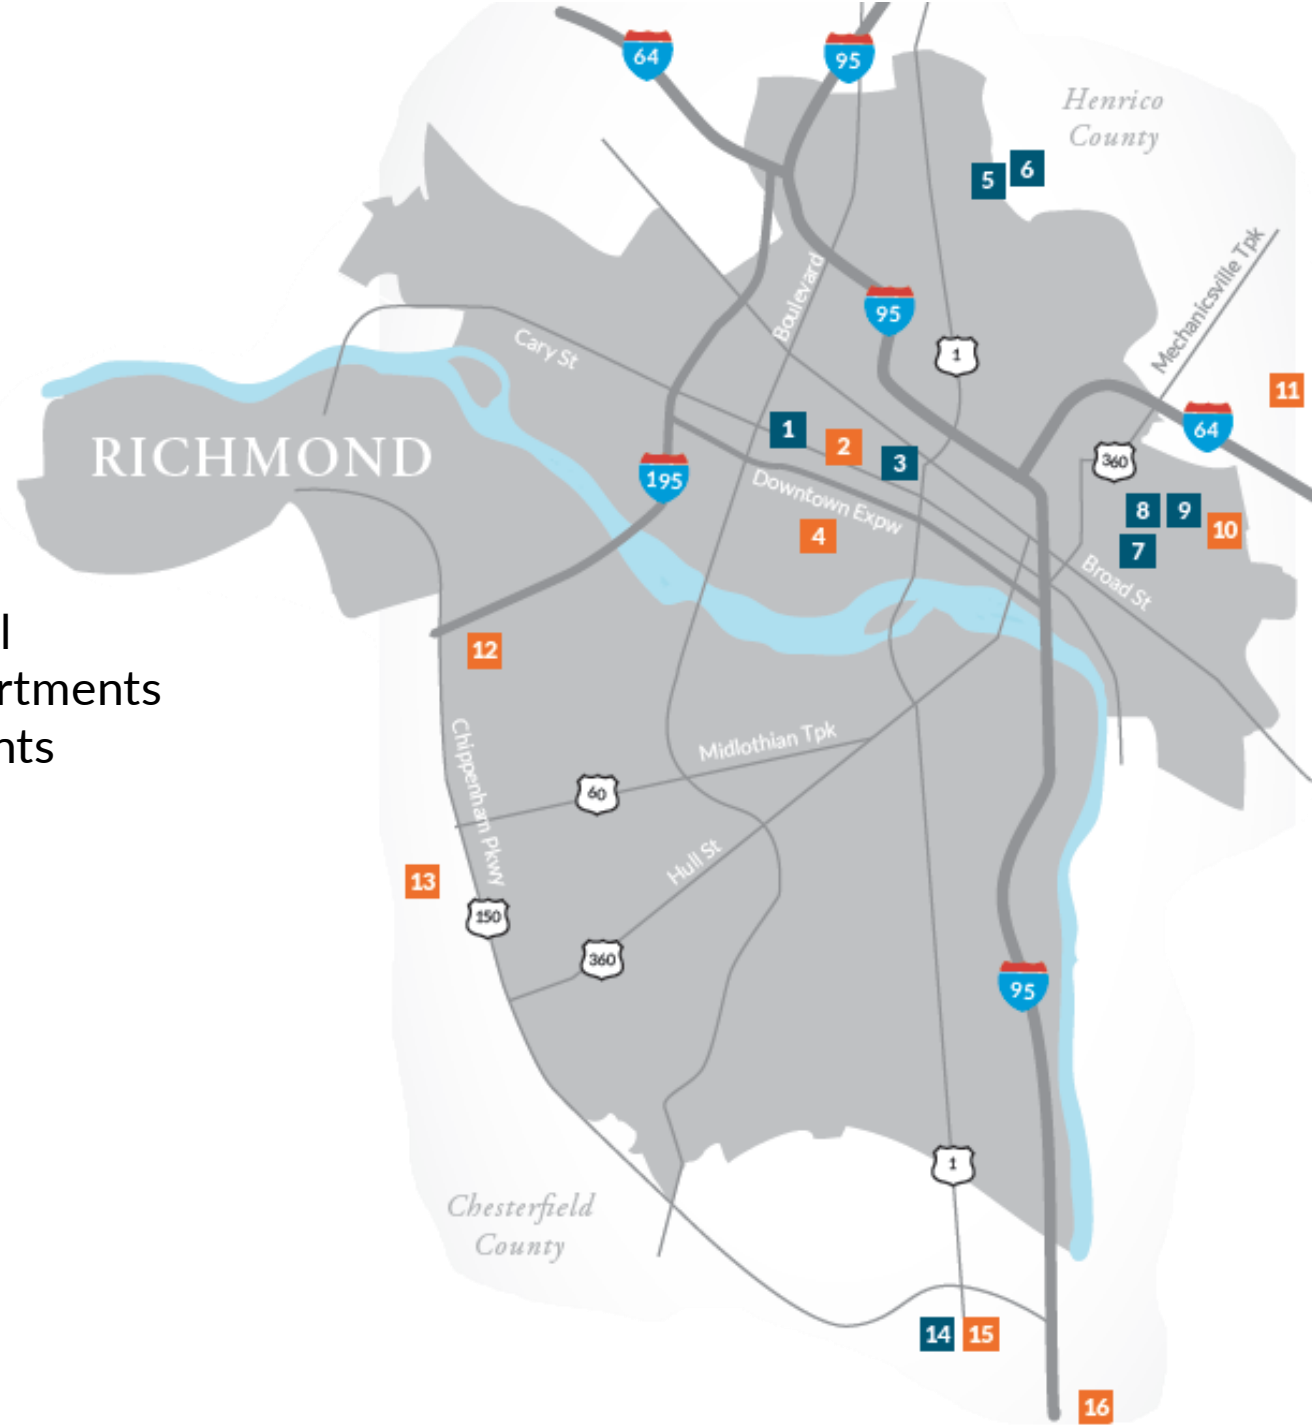 64
95
Henrico
County
5
6
Mechanicsville Tpk
Boulevard
95
1
Cary St
11
64
1
2
3
360
RICHMOND
195
Downtown Expw
8
9
10
4
7
Broad St
l
rtments
nts
12
Chippenham Pkwy
Midlothian Tpk
60
Hull St
13
150
360
95
1
Chesterfield
County
14
15
16